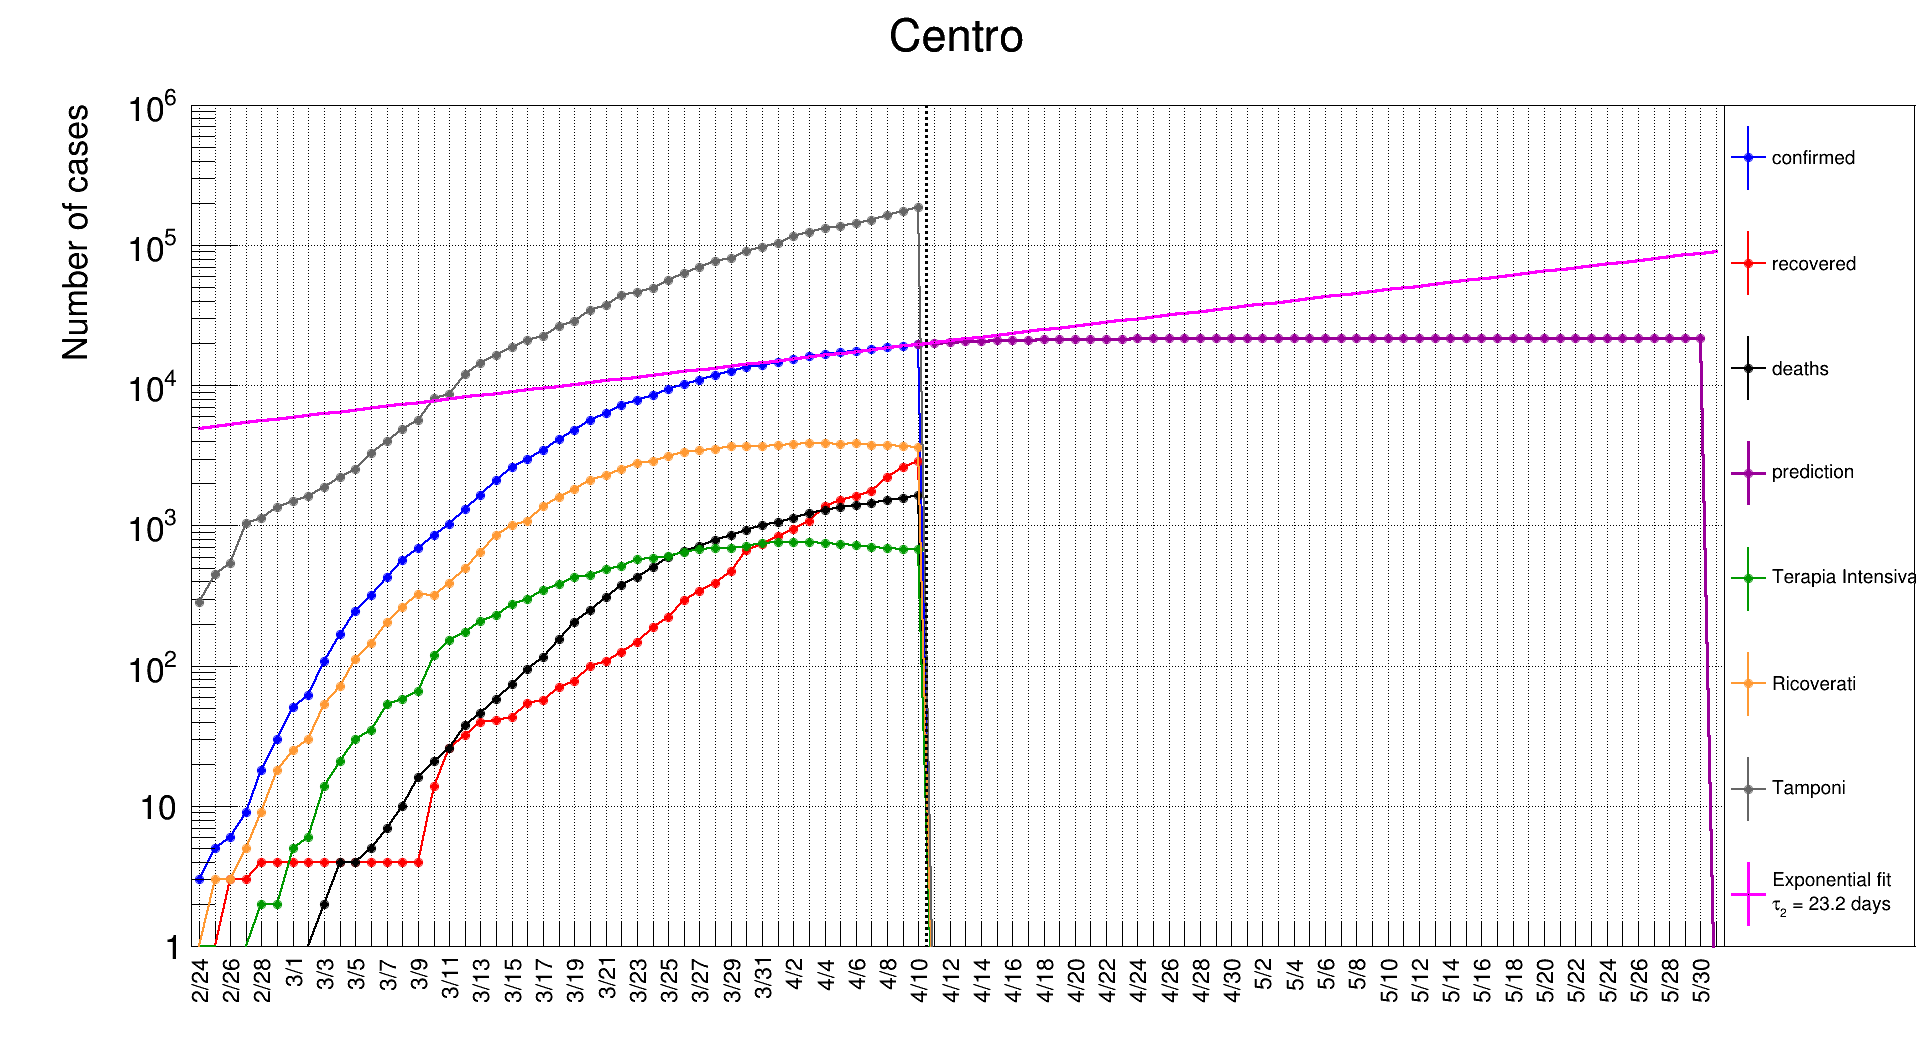 Centro
Number of cases
10^6
10^5
10^4
10^3
10^2
10
1
2/24 2/26 2/28 3/1 3/3 3/5 3/7 3/9 3/11 3/13 3/15 3/17 3/19 3/21 3/23 3/25 3/27 3/29 3/31 4/2 4/4 4/6 4/8 4/10 4/12 4/14 4/16 4/18 4/20 4/22 4/24 4/26 4/28 4/30 5/2 5/4 5/6 5/8 5/10 5/12 5/14 5/16 5/18 5/20 5/22 5/24 5/26 5/28 5/30
confirmed
recovered
deaths
prediction
Terapia Intensiva
Ricoverati
Tamponi
Exponential fit
τ_2 = 23.2 days